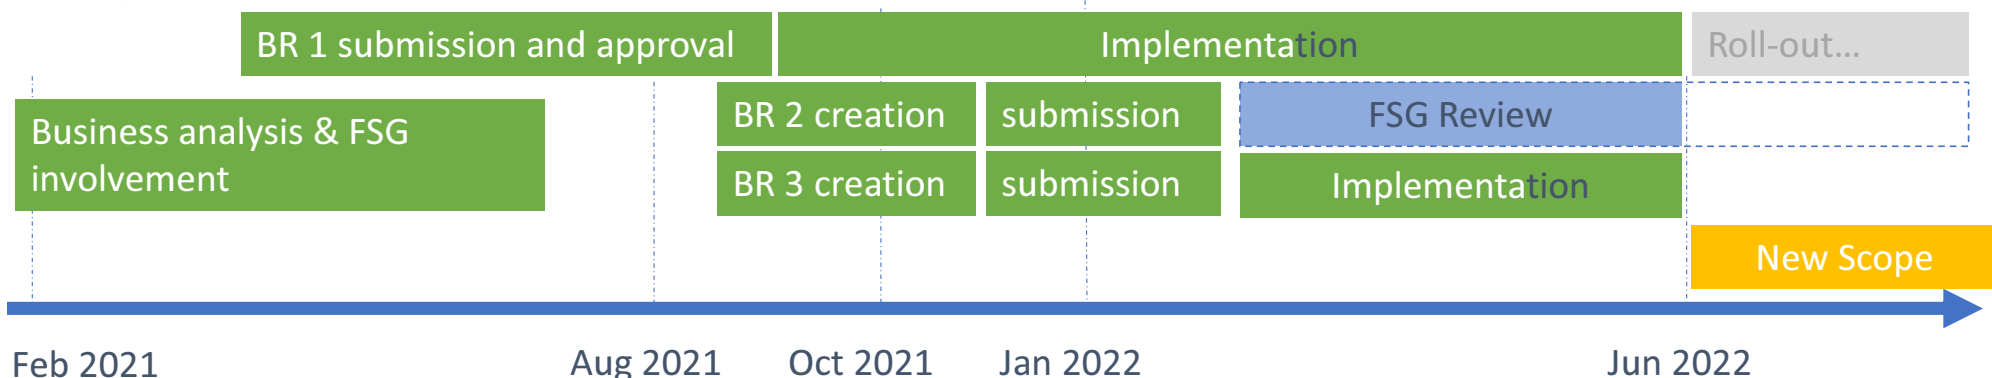 BR 1 submission and approval
Implementation
Roll-out...
Business analysis & FSG
involvement
BR 2 creation
submission
FSG Review
BR 3 creation
submission
Implementation
New Scope
Feb 2021
Aug 2021
Oct 2021
Jan 2022
Jun 2022